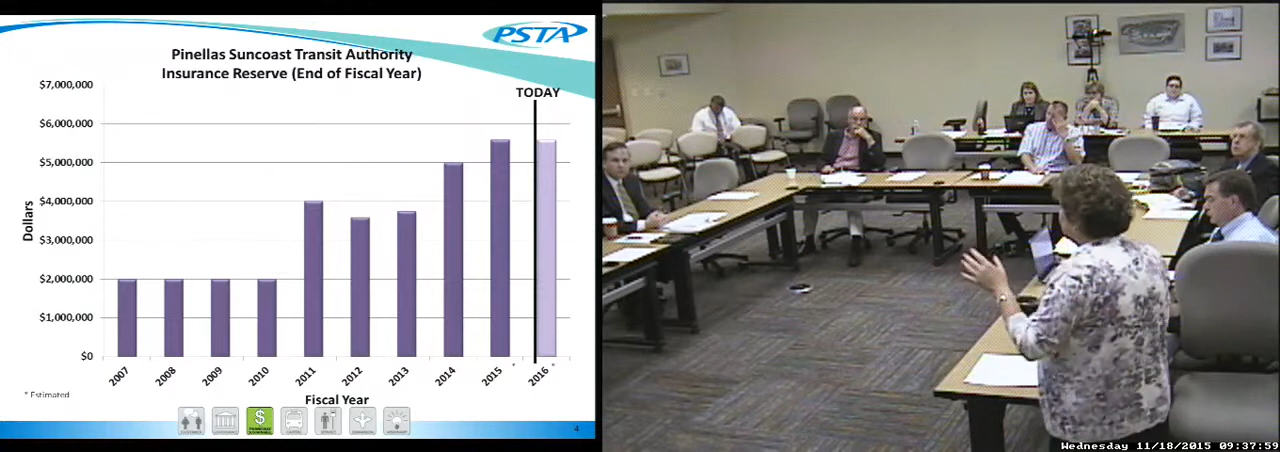 PSTA
Pinellas Suncoast Transit Authority
Insurance Reserve (End of Fiscal Year)
TODAY
$7,000,000
$6,000,000
$5,000,000
$4,000,000
$3,000,000
$2,000,000
$1,000,000
$0
Dollars
2007
2008
2009
2010
2011
2012
2013
2014
2015 *
2016 *
* Estimated
Fiscal Year
4
Wednesday 11/18/2015 09:37:59